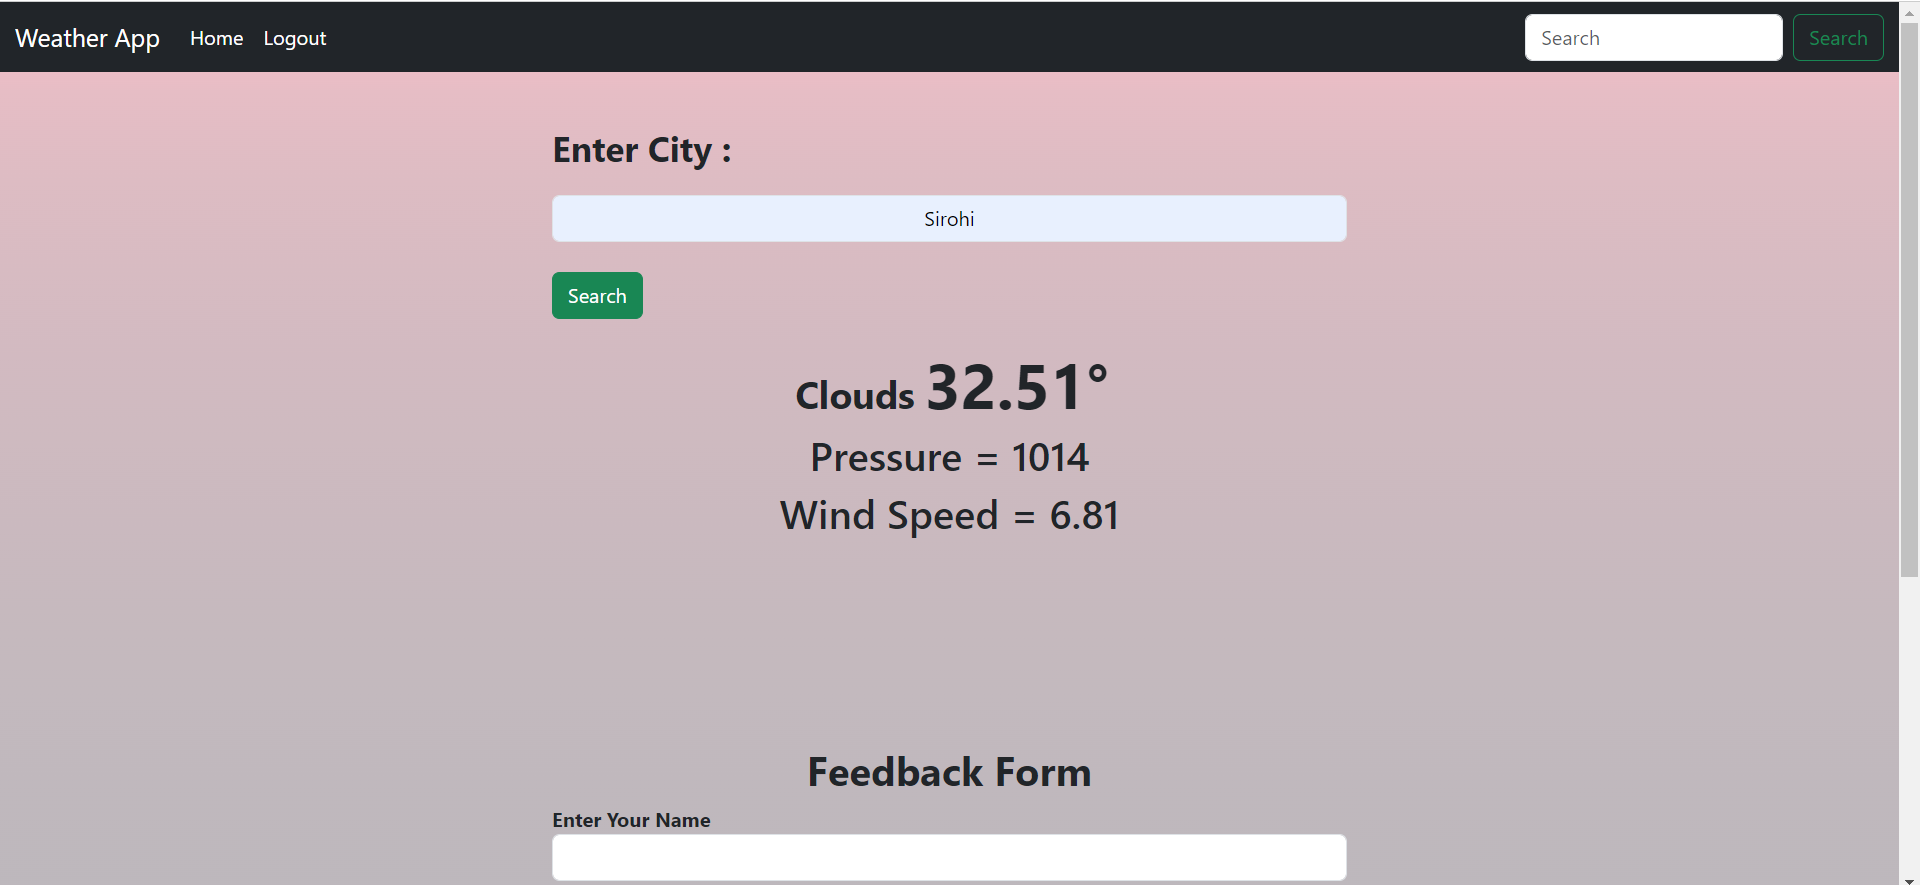 Weather App Home Logout Search Search
Enter City :
Sirohi
Search
Clouds 32.51°
Pressure = 1014
Wind Speed = 6.81
Feedback Form
Enter Your Name